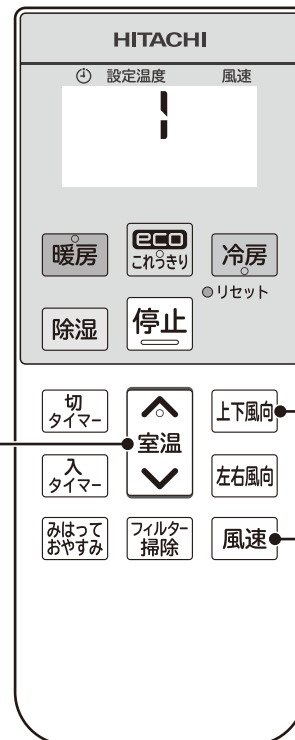 HITACHI
設定温度 風速
1
暖房
eco
これっきり
冷房
リセット
除湿
停止
切
タイマー
室温
上下風向
入
タイマー
左右風向
みはって
おやすみ
フィルター
掃除
風速